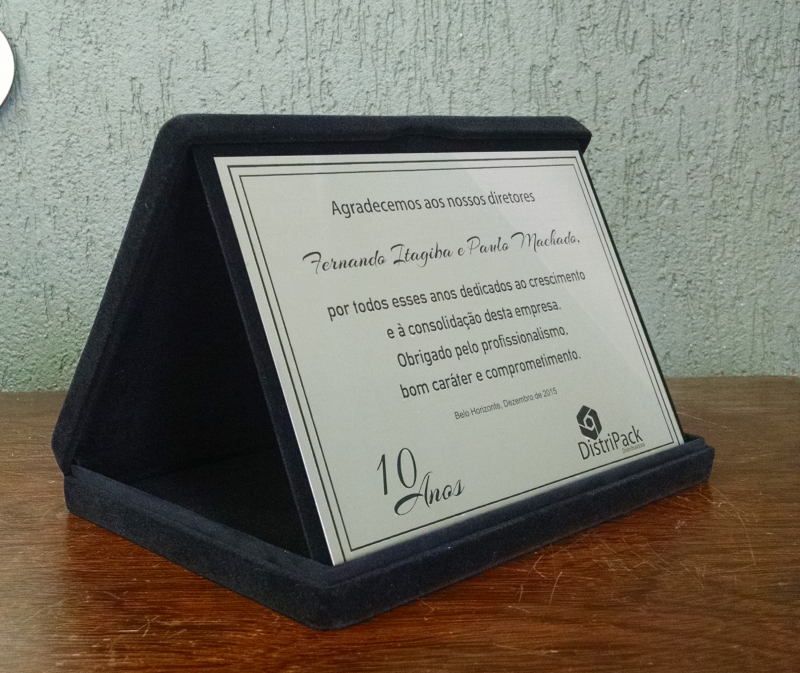 Agradecemos aos nossos diretores
Fernando Itagiba e Paulo Machado,
por todos esses anos dedicados ao crescimento
e à consolidação desta empresa.
Obrigado pelo profissionalismo,
bom caráter e comprometimento.
Belo Horizonte, Dezembro de 2015
10
Anos
DistriPack